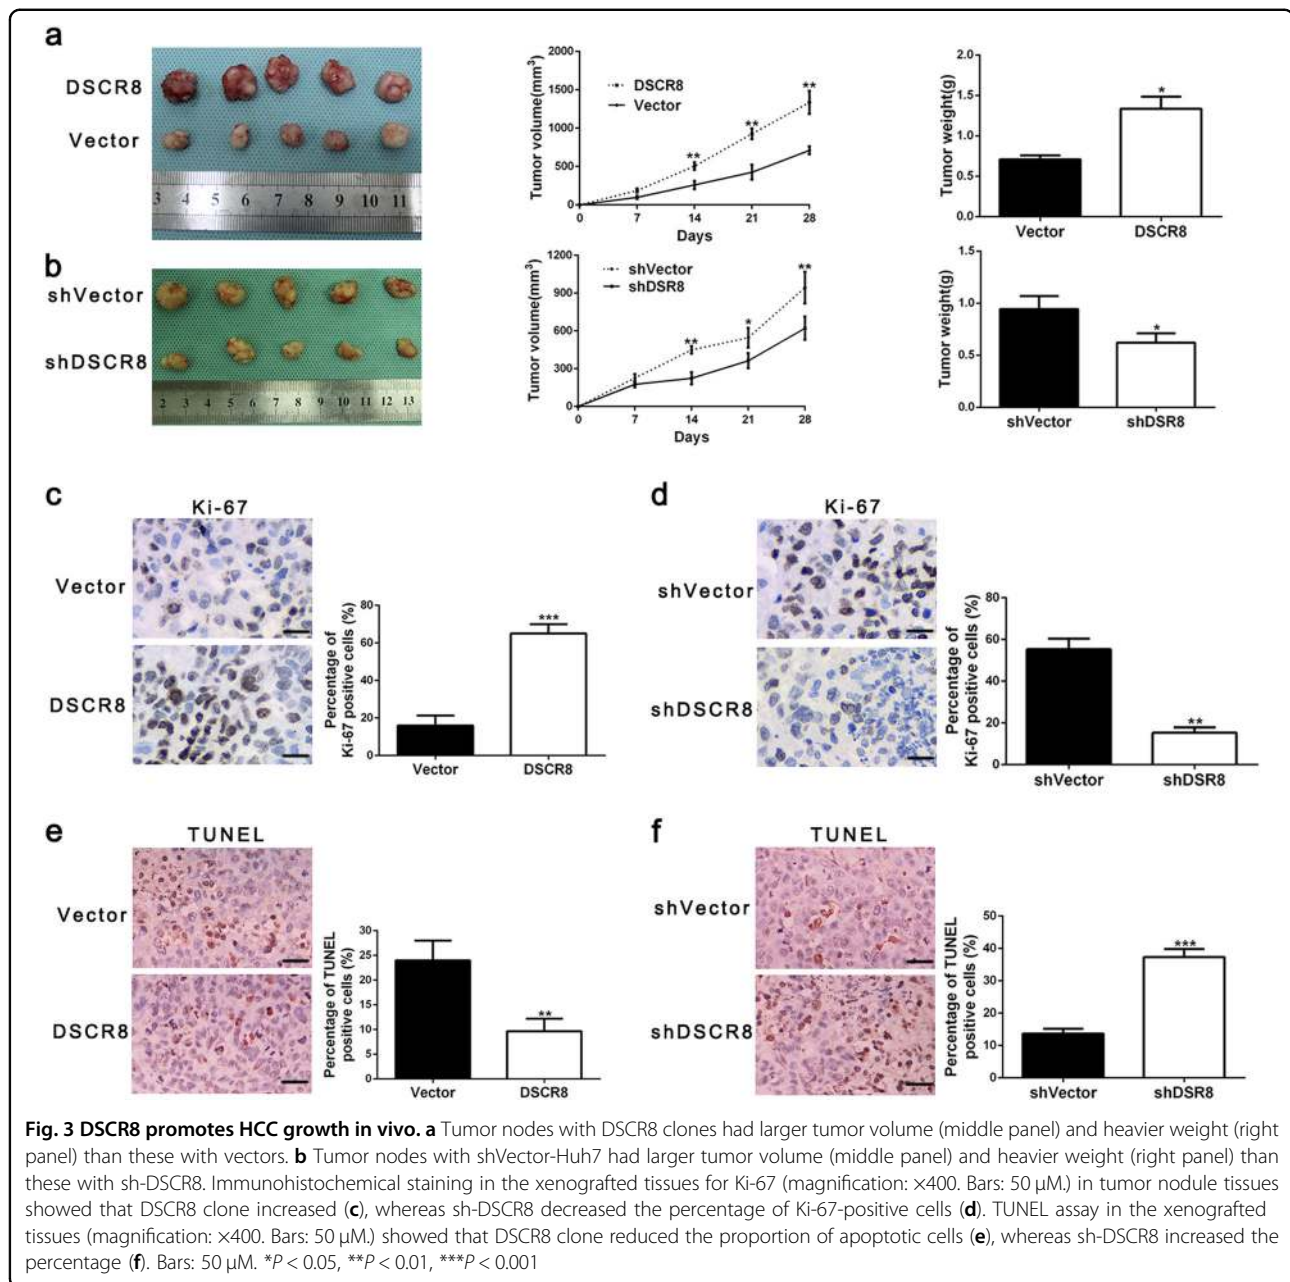 a
DSCR8
Vector
3 4 5 6 7 8 9 10 11
2000
1500
1000
500
0
Tumor volume(mm³)
DSCR8
Vector
**
**
**
0 7 14 21 28
Days
2.0
1.5
1.0
0.5
0.0
Tumor weight(g)
*
Vector DSCR8
b
shVector
shDSCR8
2 3 4 5 6 7 8 9 10 11 12 13
1200
900
600
300
0
Tumor volume(mm³)
shVector
shDSR8
**
*
**
0 7 14 21 28
Days
1.5
1.0
0.5
0.0
Tumor weight(g)
*
shVector shDSR8
c
Ki-67
Vector
DSCR8
80
60
40
20
0
Percentage of
Ki-67 positive cells (%)
***
Vector DSCR8
d
Ki-67
shVector
shDSCR8
80
60
40
20
0
Percentage of
Ki-67 positive cells (%)
**
shVector shDSR8
e
TUNEL
Vector
DSCR8
30
25
20
15
10
5
0
Percentage of TUNEL
positive cells (%)
**
Vector DSCR8
f
TUNEL
shVector
shDSCR8
50
40
30
20
10
0
Percentage of TUNEL
positive cells (%)
***
shVector shDSR8
Fig. 3 DSCR8 promotes HCC growth in vivo. a Tumor nodes with DSCR8 clones had larger tumor volume (middle panel) and heavier weight (right
panel) than these with vectors. b Tumor nodes with shVector-Huh7 had larger tumor volume (middle panel) and heavier weight (right panel) than
these with sh-DSCR8. Immunohistochemical staining in the xenografted tissues for Ki-67 (magnification: ×400. Bars: 50 μM.) in tumor nodule tissues
showed that DSCR8 clone increased (c), whereas sh-DSCR8 decreased the percentage of Ki-67-positive cells (d). TUNEL assay in the xenografted
tissues (magnification: ×400. Bars: 50 μM.) showed that DSCR8 clone reduced the proportion of apoptotic cells (e), whereas sh-DSCR8 increased the
percentage (f). Bars: 50 μM. *P < 0.05, **P < 0.01, ***P < 0.001